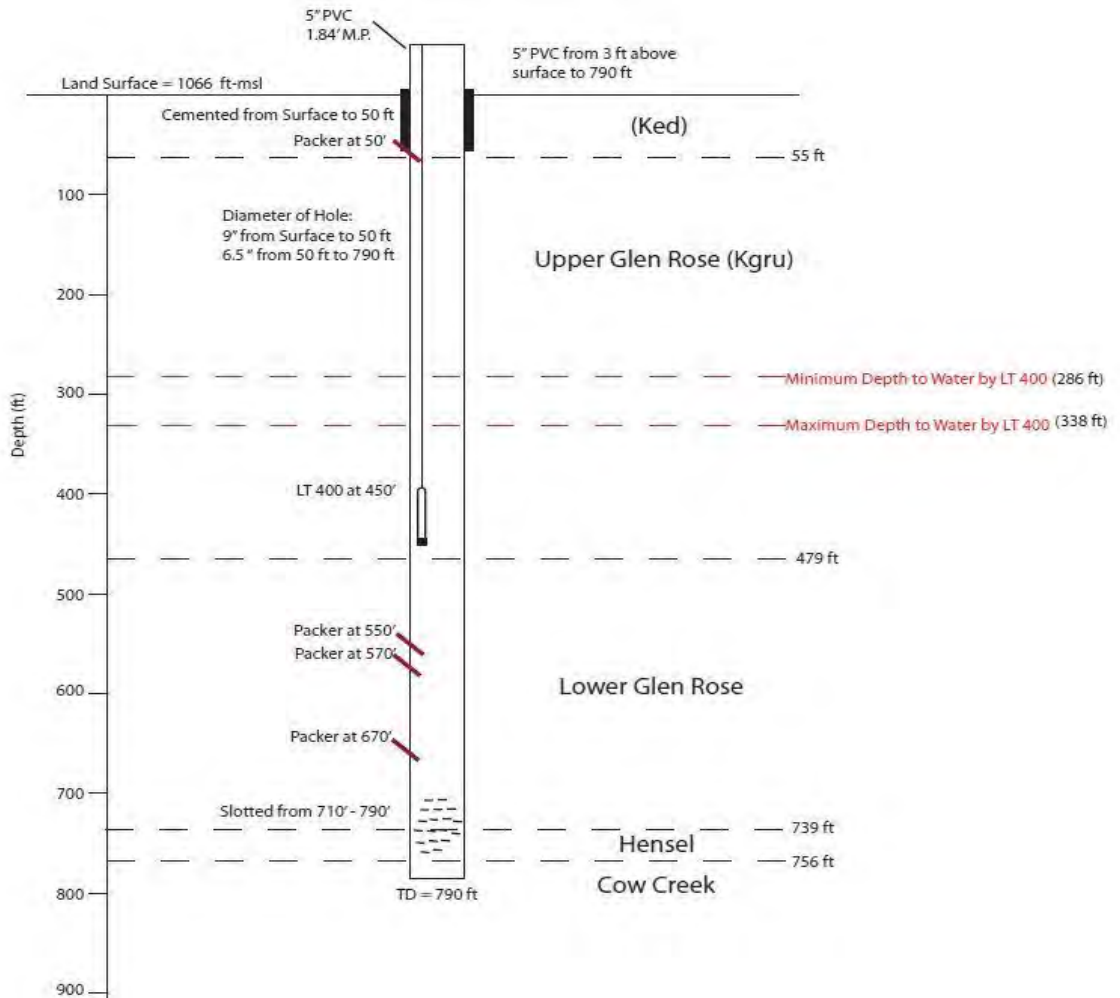 5" PVC
1.84' M.P.
5" PVC from 3 ft above
surface to 790 ft
Land Surface = 1066 ft-msl
Cemented from Surface to 50 ft
(Ked)
Packer at 50'
55 ft
100
Diameter of Hole:
9" from Surface to 50 ft
6.5 " from 50 ft to 790 ft
Upper Glen Rose (Kgru)
200
Minimum Depth to Water by LT 400 (286 ft)
300
Maximum Depth to Water by LT 400 (338 ft)
Depth (ft)
LT 400 at 450'
400
479 ft
500
Packer at 550'
Packer at 570'
600
Lower Glen Rose
Packer at 670'
700
Slotted from 710' - 790'
739 ft
Hensel
756 ft
Cow Creek
800
TD = 790 ft
900